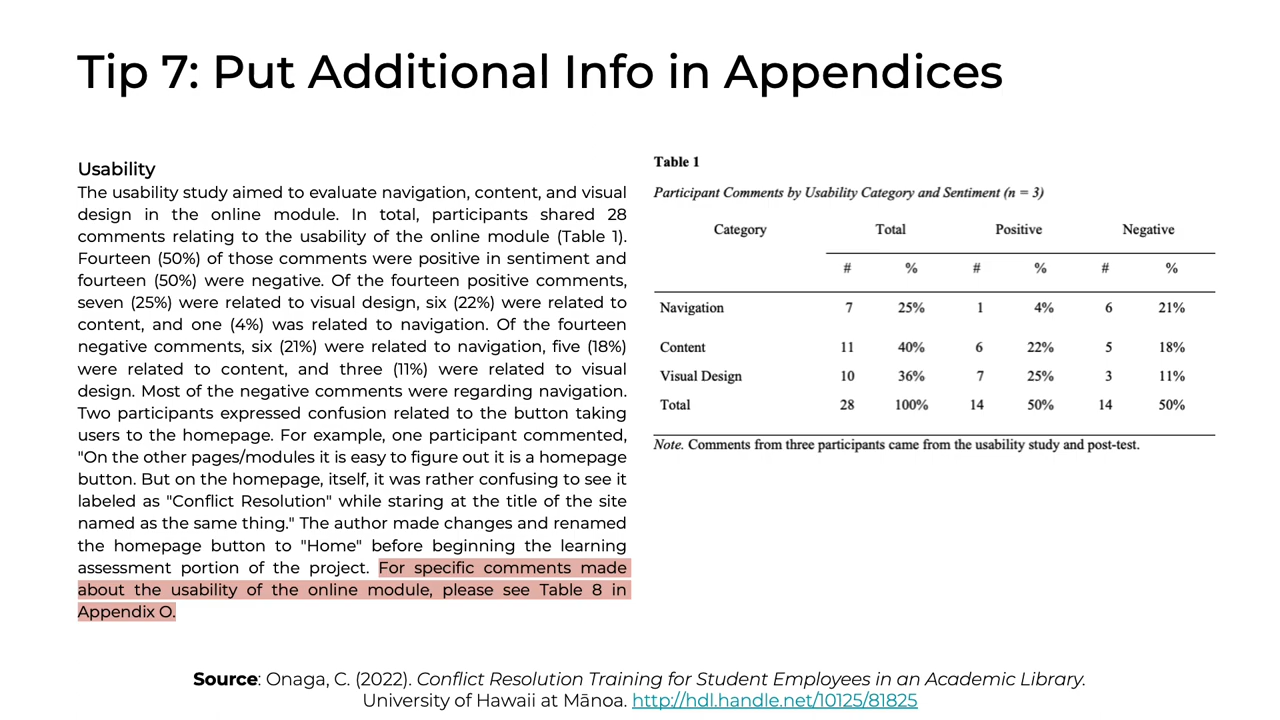 Tip 7: Put Additional Info in Appendices
Usability
The usability study aimed to evaluate navigation, content, and visual
design in the online module. In total, participants shared 28
comments relating to the usability of the online module (Table 1).
Fourteen (50%) of those comments were positive in sentiment and
fourteen (50%) were negative. Of the fourteen positive comments,
seven (25%) were related to visual design, six (22%) were related to
content, and one (4%) was related to navigation. Of the fourteen
negative comments, six (21%) were related to navigation, five (18%)
were related to content, and three (11%) were related to visual
design. Most of the negative comments were regarding navigation.
Two participants expressed confusion related to the button taking
users to the homepage. For example, one participant commented,
"On the other pages/modules it is easy to figure out it is a homepage
button. But on the homepage, itself, it was rather confusing to see it
labeled as "Conflict Resolution" while staring at the title of the site
named as the same thing." The author made changes and renamed
the homepage button to "Home" before beginning the learning
assessment portion of the project. For specific comments made
about the usability of the online module, please see Table 8 in
Appendix O.
Table 1
Participant Comments by Usability Category and Sentiment (n = 3)
Category Total Positive Negative
# % # % # %
Navigation 7 25% 1 4% 6 21%
Content 11 40% 6 22% 5 18%
Visual Design 10 36% 7 25% 3 11%
Total 28 100% 14 50% 14 50%
Note. Comments from three participants came from the usability study and post-test.
Source: Onaga, C. (2022). Conflict Resolution Training for Student Employees in an Academic Library.
University of Hawaii at Mānoa. http://hdl.handle.net/10125/81825